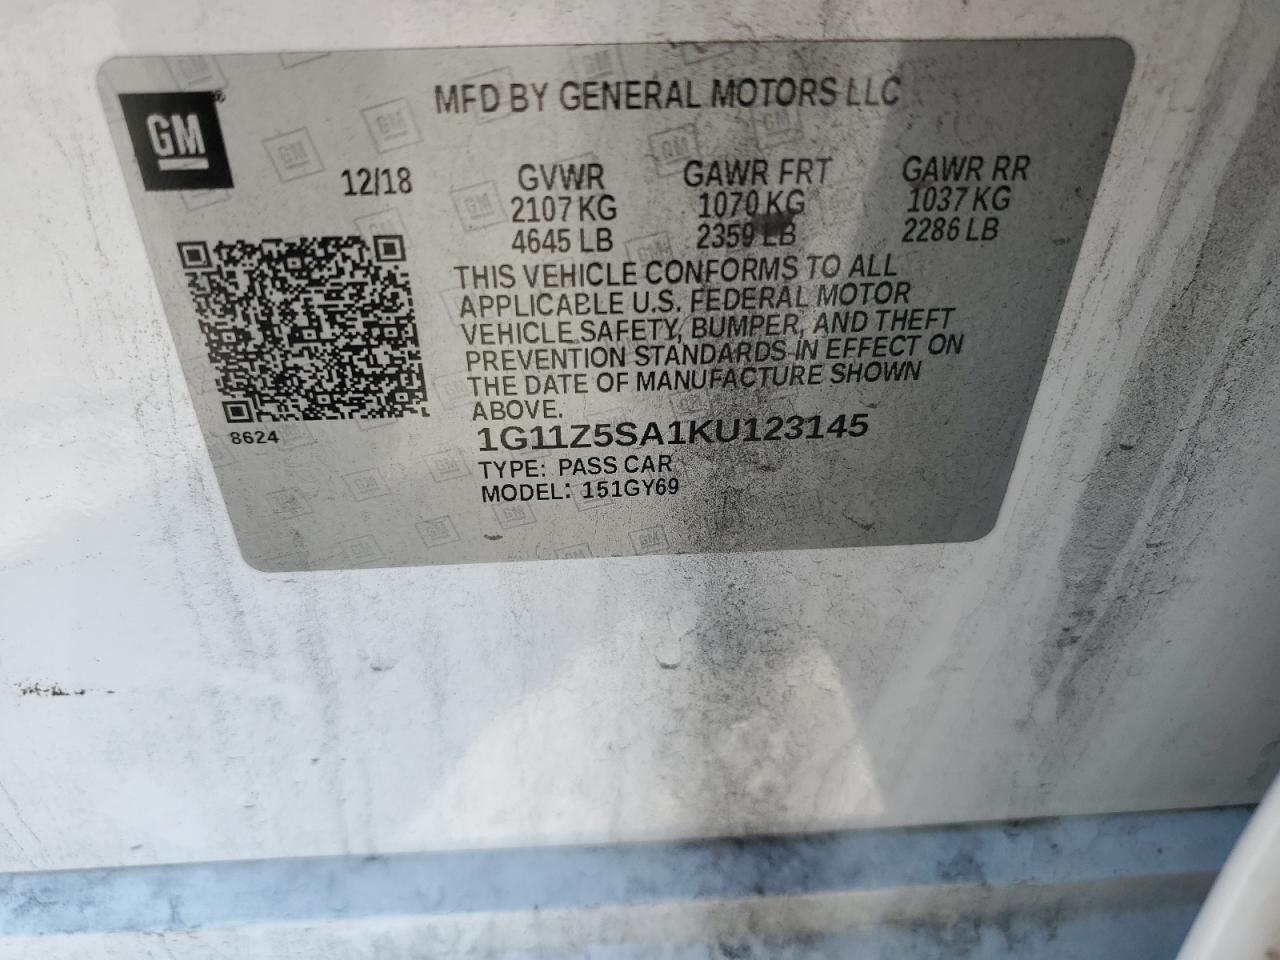 MFD BY GENERAL MOTORS LLC
GM
12/18
GVWR GAWR FRT GAWR RR
2107 KG 1070 KG 1037 KG
4645 LB 2359 LB 2286 LB
THIS VEHICLE CONFORMS TO ALL
APPLICABLE U.S. FEDERAL MOTOR
VEHICLE SAFETY, BUMPER, AND THEFT
PREVENTION STANDARDS IN EFFECT ON
THE DATE OF MANUFACTURE SHOWN
ABOVE.
8624
1G11Z5SA1KU123145
TYPE: PASS CAR
MODEL: 151GY69